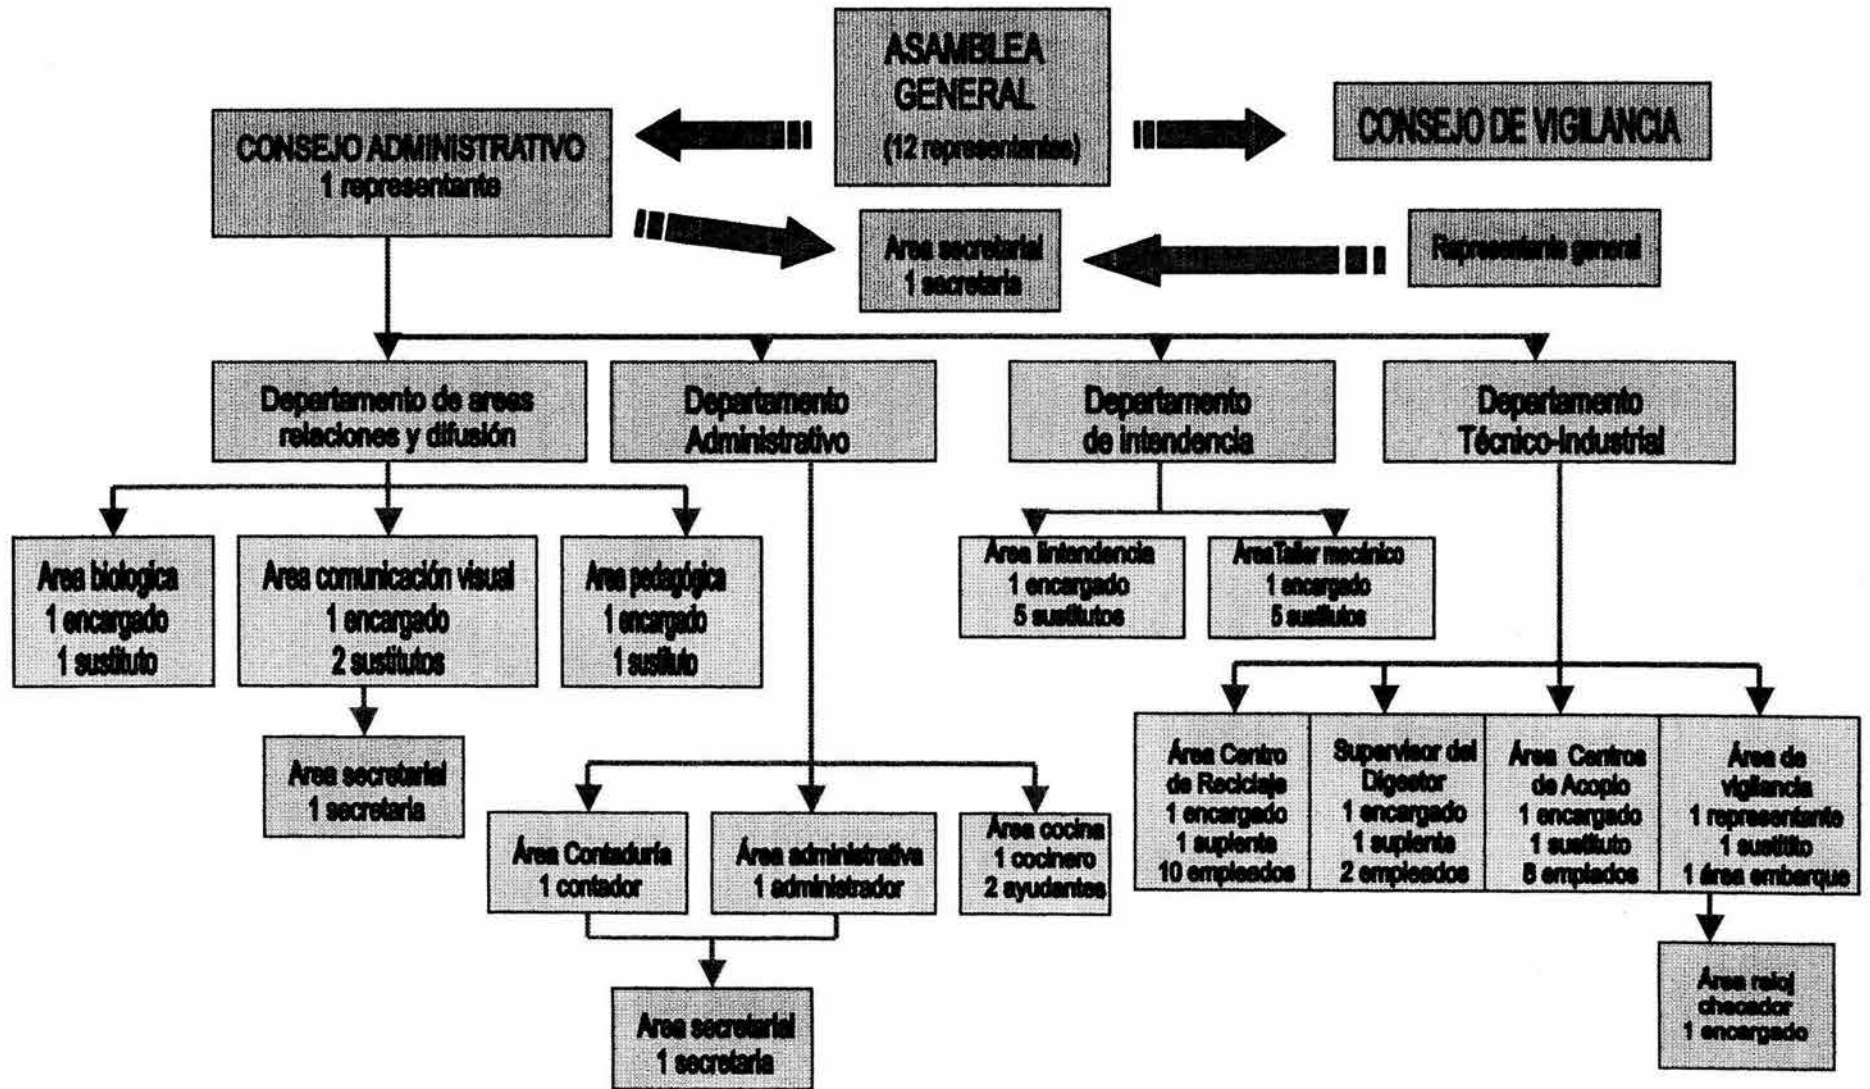 ASAMBLEA
GENERAL
(12 representantes)
CONSEJO ADMINISTRATIVO
1 representante
CONSEJO DE VIGILANCIA
Area secretarial
1 secretaria
Representante general
Departamento de areas
relaciones y difusión
Departamento
Administrativo
Departamento
de intendencia
Departamento
Técnico-Industrial
Area biologica
1 encargado
1 sustituto
Area comunicación visual
1 encargado
2 sustitutos
Area pedagógica
1 encargado
1 sustituto
Área Iintendencia
1 encargado
5 sustitutos
ÁreaTaller mecánico
1 encargado
5 sustitutos
Area secretarial
1 secretaria
Área Contaduría
1 contador
Área administrativa
1 administrador
Área cocina
1 cocinero
2 ayudantes
Área Centro
de Reciclaje
1 encargado
1 suplente
10 empleados
Supervisor del
Digestor
1 encargado
1 suplente
2 empleados
Área Centros
de Acopio
1 encargado
1 sustituto
8 emplados
Área de
vigilancia
1 representante
1 sustitito
1 área embarque
Area secretarial
1 secretaria
Área reloj
checador
1 encargado